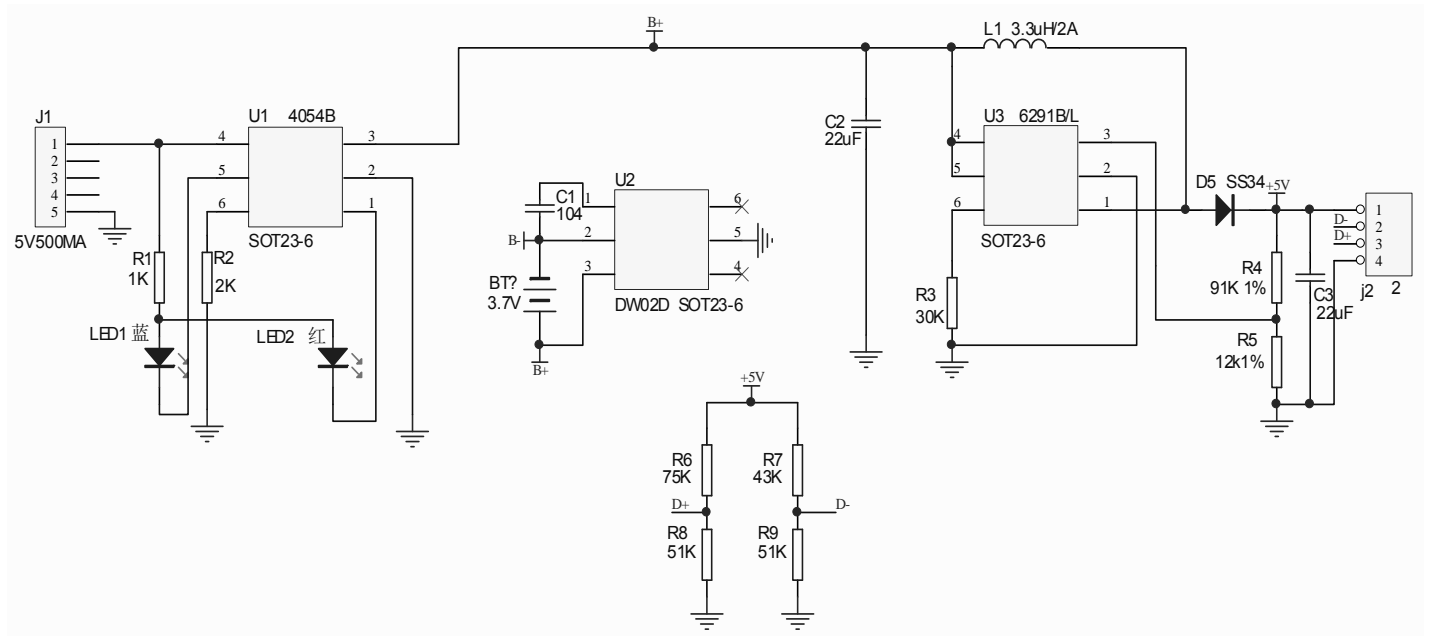 B+
L1 3.3uH/2A
J1
1
2
3
4
5
5V500MA
U1 4054B
4
5
6
3
2
1
SOT23-6
R1
1K
R2
2K
LED1 蓝
LED2 红
C1
104
B-
BT?
3.7V
B+
U2
1
2
3
6
5
4
DW02D SOT23-6
C2
22uF
U3 6291B/L
4
5
6
3
2
1
SOT23-6
R3
30K
D5 SS34
+5V
R4
91K 1%
R5
12k1%
C3
22uF
D-
D+
1
2
3
4
j2 2
+5V
R6
75K
R7
43K
D+
D-
R8
51K
R9
51K